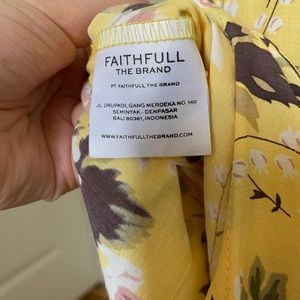 FAITHFULL
THE BRAND
PT FAITHFULL THE BRAND
JL. DRUPADI, GANG MERDEKA NO. 140
SEMINYAK - DENPASAR
BALI 80361, INDONESIA
WWW.FAITHFULLTHEBRAND.COM